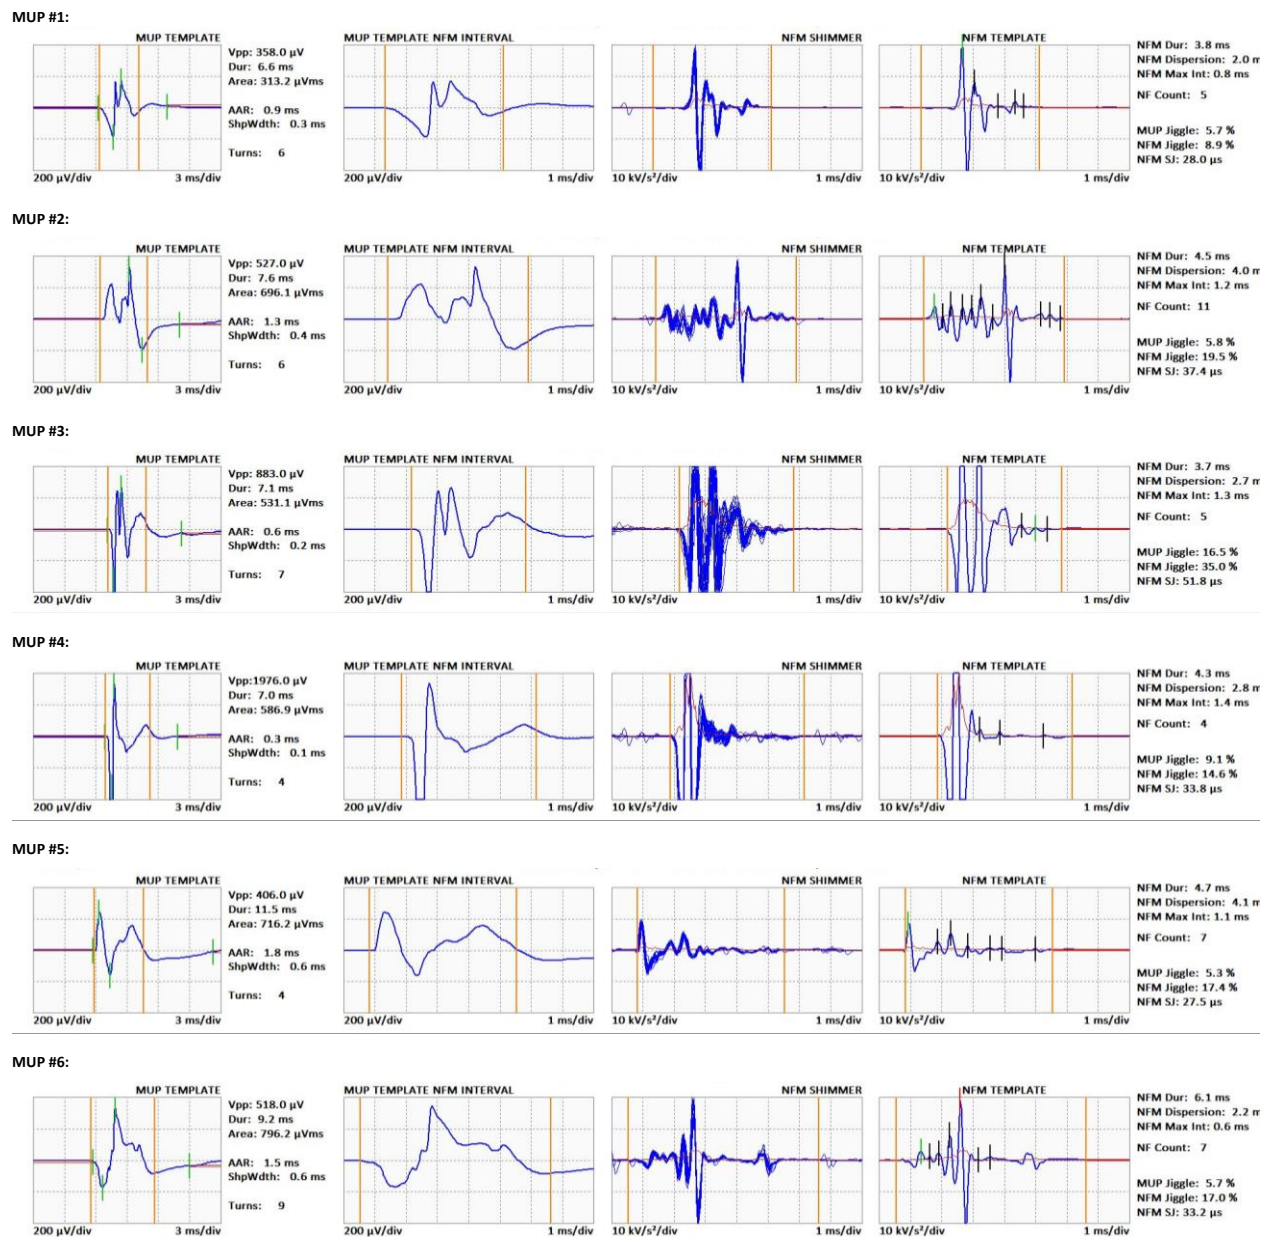 MUP #1:
MUP TEMPLATE
Vpp: 358.0 µV
Dur: 6.6 ms
Area: 313.2 µVms
AAR: 0.9 ms
ShpWdth: 0.3 ms
Turns: 6
200 µV/div 3 ms/div
MUP TEMPLATE NFM INTERVAL
200 µV/div 1 ms/div
NFM SHIMMER
10 kV/s²/div 1 ms/div
NFM TEMPLATE
10 kV/s²/div 1 ms/div
NFM Dur: 3.8 ms
NFM Dispersion: 2.0 m
NFM Max Int: 0.8 ms
NF Count: 5
MUP Jiggle: 5.7 %
NFM Jiggle: 8.9 %
NFM SJ: 28.0 µs
MUP #2:
MUP TEMPLATE
Vpp: 527.0 µV
Dur: 7.6 ms
Area: 696.1 µVms
AAR: 1.3 ms
ShpWdth: 0.4 ms
Turns: 6
200 µV/div 3 ms/div
MUP TEMPLATE NFM INTERVAL
200 µV/div 1 ms/div
NFM SHIMMER
10 kV/s²/div 1 ms/div
NFM TEMPLATE
10 kV/s²/div 1 ms/div
NFM Dur: 4.5 ms
NFM Dispersion: 4.0 m
NFM Max Int: 1.2 ms
NF Count: 11
MUP Jiggle: 5.8 %
NFM Jiggle: 19.5 %
NFM SJ: 37.4 µs
MUP #3:
MUP TEMPLATE
Vpp: 883.0 µV
Dur: 7.1 ms
Area: 531.1 µVms
AAR: 0.6 ms
ShpWdth: 0.2 ms
Turns: 7
200 µV/div 3 ms/div
MUP TEMPLATE NFM INTERVAL
200 µV/div 1 ms/div
NFM SHIMMER
10 kV/s²/div 1 ms/div
NFM TEMPLATE
10 kV/s²/div 1 ms/div
NFM Dur: 3.7 ms
NFM Dispersion: 2.7 m
NFM Max Int: 1.3 ms
NF Count: 5
MUP Jiggle: 16.5 %
NFM Jiggle: 35.0 %
NFM SJ: 51.8 µs
MUP #4:
MUP TEMPLATE
Vpp:1976.0 µV
Dur: 7.0 ms
Area: 586.9 µVms
AAR: 0.3 ms
ShpWdth: 0.1 ms
Turns: 4
200 µV/div 3 ms/div
MUP TEMPLATE NFM INTERVAL
200 µV/div 1 ms/div
NFM SHIMMER
10 kV/s²/div 1 ms/div
NFM TEMPLATE
10 kV/s²/div 1 ms/div
NFM Dur: 4.3 ms
NFM Dispersion: 2.8 m
NFM Max Int: 1.4 ms
NF Count: 4
MUP Jiggle: 9.1 %
NFM Jiggle: 14.6 %
NFM SJ: 33.8 µs
MUP #5:
MUP TEMPLATE
Vpp: 406.0 µV
Dur: 11.5 ms
Area: 716.2 µVms
AAR: 1.8 ms
ShpWdth: 0.6 ms
Turns: 4
200 µV/div 3 ms/div
MUP TEMPLATE NFM INTERVAL
200 µV/div 1 ms/div
NFM SHIMMER
10 kV/s²/div 1 ms/div
NFM TEMPLATE
10 kV/s²/div 1 ms/div
NFM Dur: 4.7 ms
NFM Dispersion: 4.1 m
NFM Max Int: 1.1 ms
NF Count: 7
MUP Jiggle: 5.3 %
NFM Jiggle: 17.4 %
NFM SJ: 27.5 µs
MUP #6:
MUP TEMPLATE
Vpp: 518.0 µV
Dur: 9.2 ms
Area: 796.2 µVms
AAR: 1.5 ms
ShpWdth: 0.6 ms
Turns: 9
200 µV/div 3 ms/div
MUP TEMPLATE NFM INTERVAL
200 µV/div 1 ms/div
NFM SHIMMER
10 kV/s²/div 1 ms/div
NFM TEMPLATE
10 kV/s²/div 1 ms/div
NFM Dur: 6.1 ms
NFM Dispersion: 2.2 m
NFM Max Int: 0.6 ms
NF Count: 7
MUP Jiggle: 5.7 %
NFM Jiggle: 17.0 %
NFM SJ: 33.2 µs